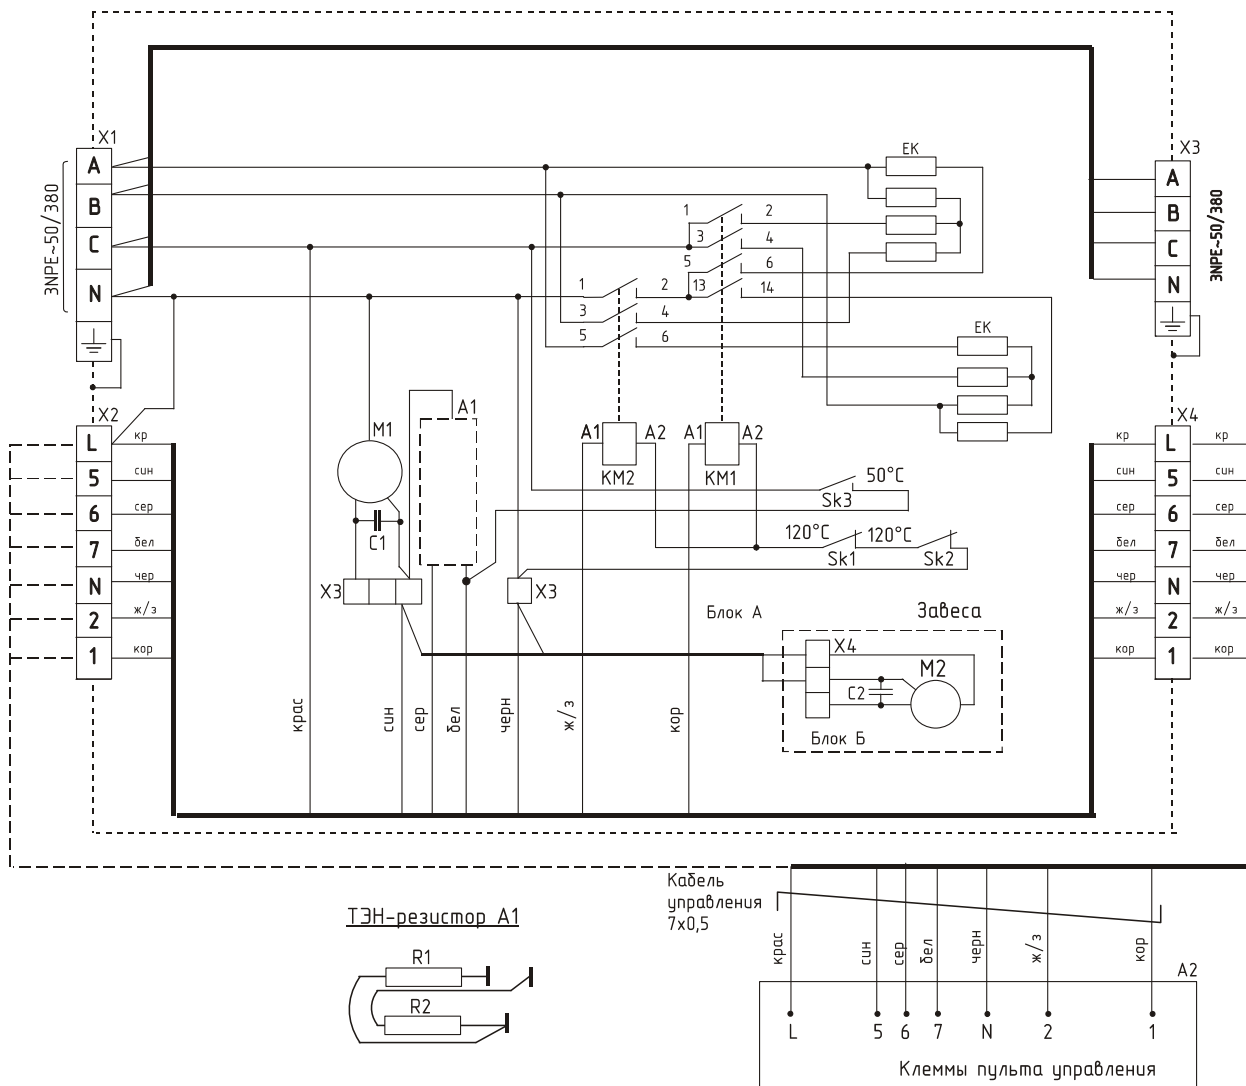 X1
A
B
C
N
3NPE~50/380
EK
1
2
3
4
5
6
13
14
1
2
3
4
5
6
EK
X3
A
B
C
N
3NPE~50/380
X2
L
5
6
7
N
2
1
кр
син
сер
бел
чер
ж/з
кор
M1
C1
A1
X3
X3
A1
A2
KM2
A1
A2
KM1
50°C
Sk3
120°C
120°C
Sk1
Sk2
Блок А
Завеса
X4
M2
C2
Блок Б
крас
син
сер
бел
черн
ж/з
кор
X4
L
5
6
7
N
2
1
кр
син
сер
бел
чер
ж/з
кор
кр
син
сер
бел
чер
ж/з
кор
ТЭН-резистор А1
R1
R2
Кабель
управления
7x0,5
крас
син
сер
бел
черн
ж/з
кор
A2
L
5
6
7
N
2
1
Клеммы пульта управления